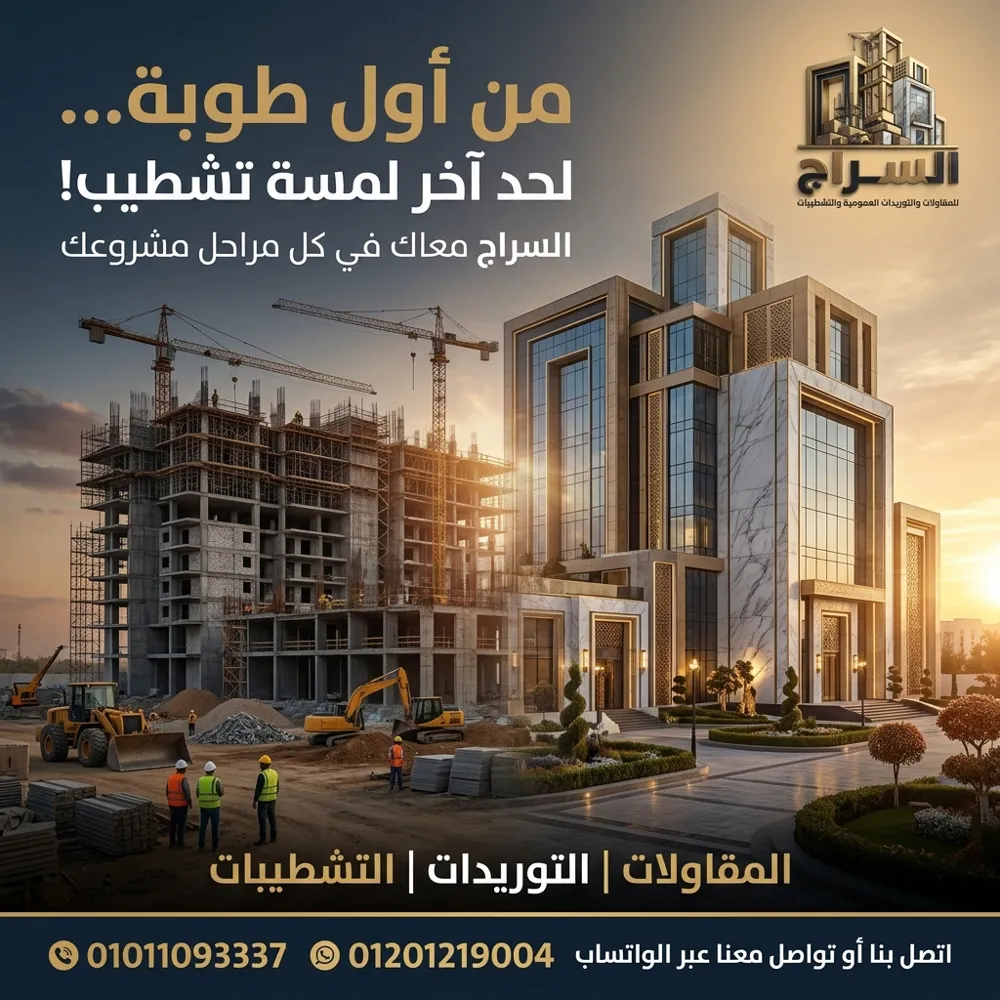 من أول طوبة...
لحد آخر لمسة تشطيب!
السراج معاك في كل مراحل مشروعك
السراج
للمقاولات والتوريدات العمومية والتشطيبات
المقاولات | التوريدات | التشطيبات
اتصل بنا أو تواصل معنا عبر الواتساب 01201219004 01011093337